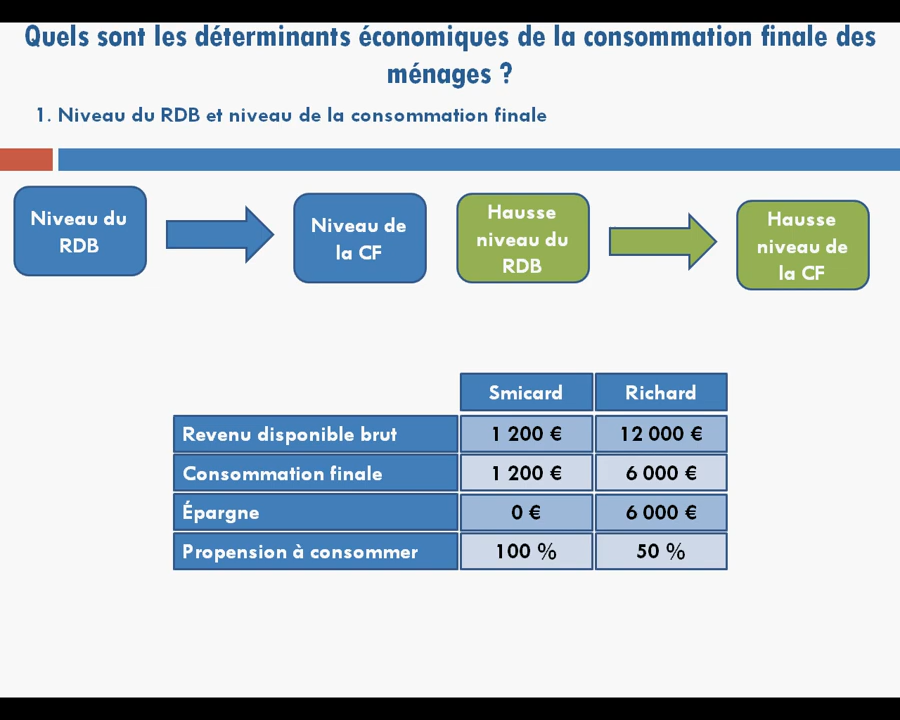 Quels sont les déterminants économiques de la consommation finale des
ménages ?
1. Niveau du RDB et niveau de la consommation finale
Niveau du
RDB
Niveau de
la CF
Hausse
niveau du
RDB
Hausse
niveau de
la CF
Smicard Richard
Revenu disponible brut 1 200 € 12 000 €
Consommation finale 1 200 € 6 000 €
Épargne 0 € 6 000 €
Propension à consommer 100 % 50 %